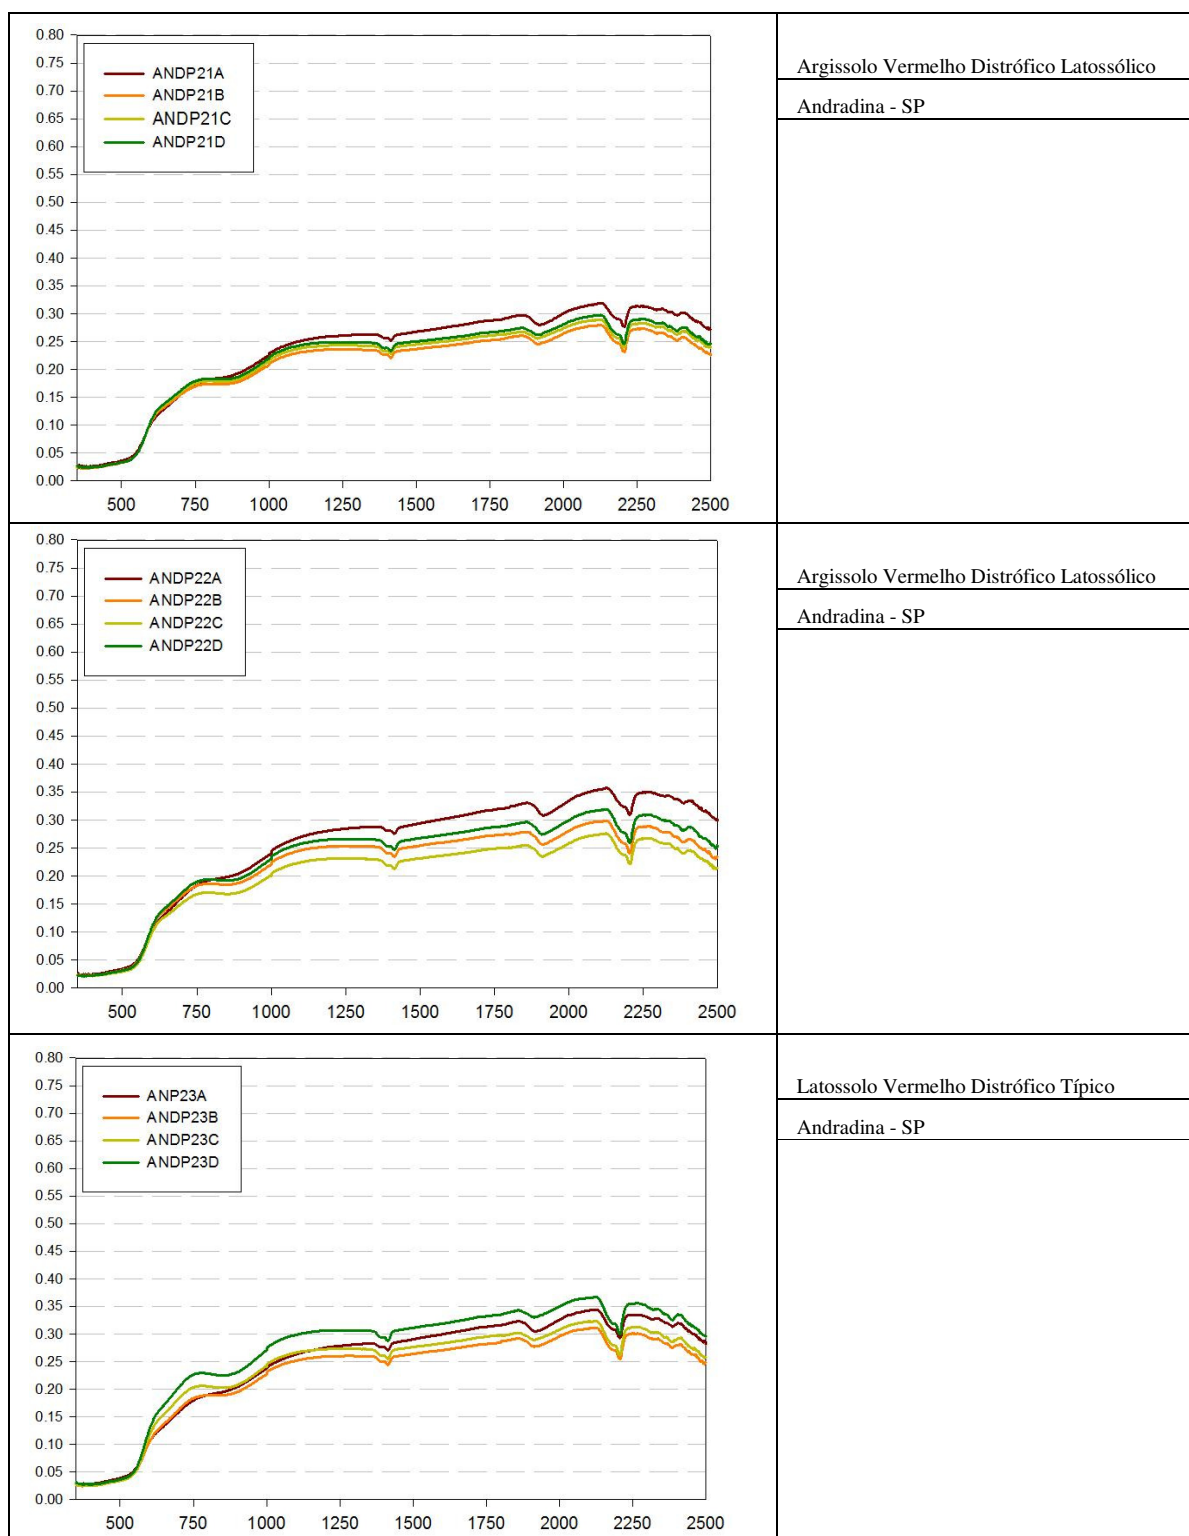 0.80
0.75
0.70
0.65
0.60
0.55
0.50
0.45
0.40
0.35
0.30
0.25
0.20
0.15
0.10
0.05
0.00
ANDP21A
ANDP21B
ANDP21C
ANDP21D
500 750 1000 1250 1500 1750 2000 2250 2500
Argissolo Vermelho Distrófico Latossólico
Andradina - SP
0.80
0.75
0.70
0.65
0.60
0.55
0.50
0.45
0.40
0.35
0.30
0.25
0.20
0.15
0.10
0.05
0.00
ANDP22A
ANDP22B
ANDP22C
ANDP22D
500 750 1000 1250 1500 1750 2000 2250 2500
Argissolo Vermelho Distrófico Latossólico
Andradina - SP
0.80
0.75
0.70
0.65
0.60
0.55
0.50
0.45
0.40
0.35
0.30
0.25
0.20
0.15
0.10
0.05
0.00
ANP23A
ANDP23B
ANDP23C
ANDP23D
500 750 1000 1250 1500 1750 2000 2250 2500
Latossolo Vermelho Distrófico Típico
Andradina - SP